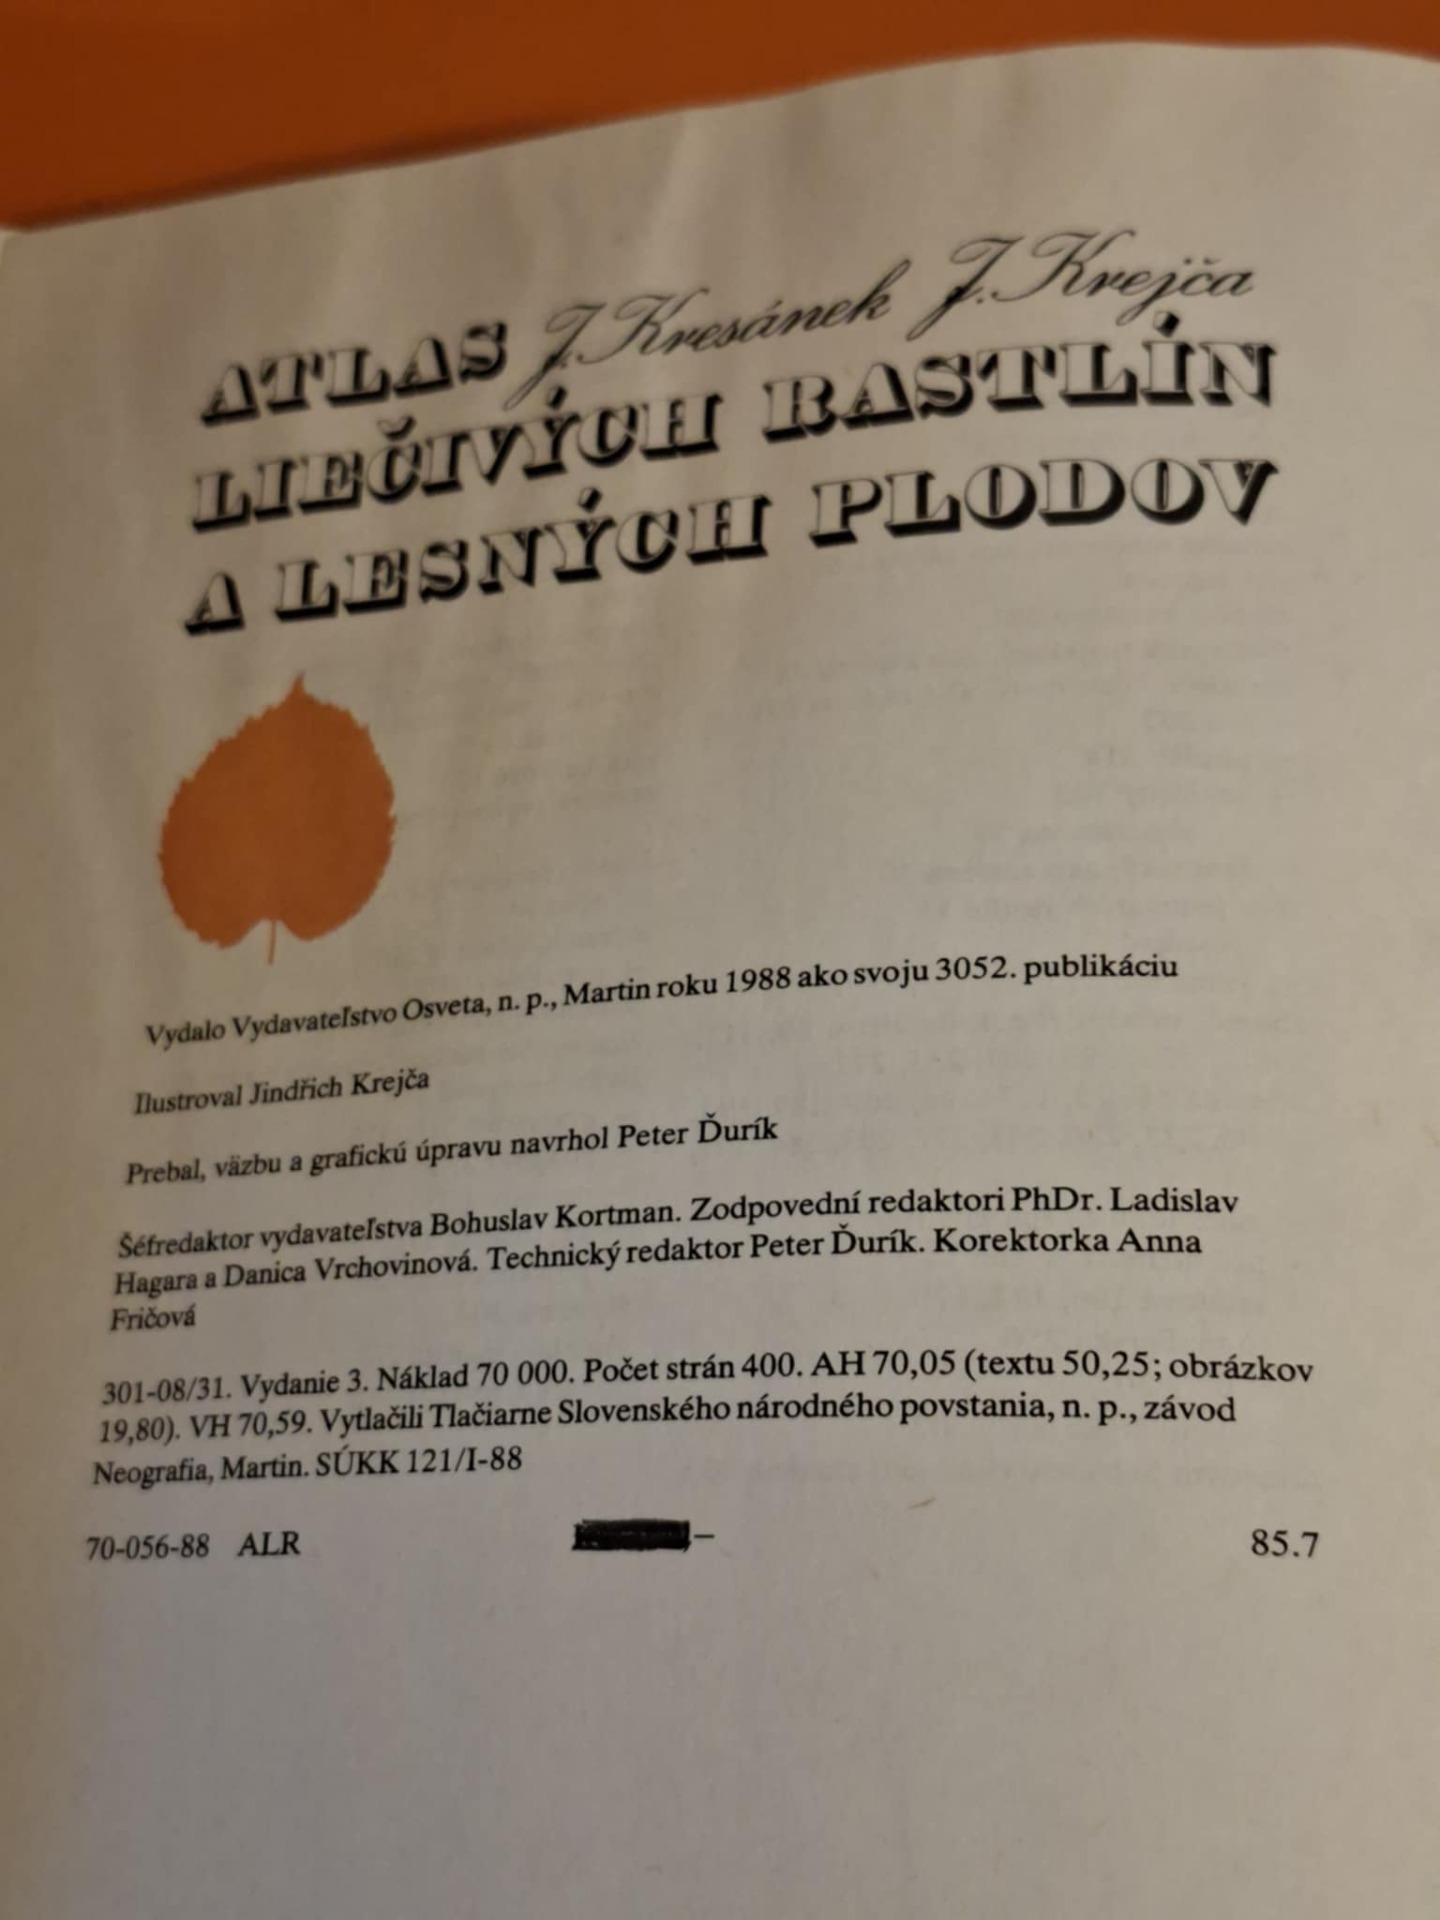 ATLAS J. Kresánek J. Krejča
LIEČIVÝCH RASTLÍN
A LESNÝCH PLODOV
Vydalo Vydavateľstvo Osveta, n. p., Martin roku 1988 ako svoju 3052. publikáciu
Ilustroval Jindřich Krejča
Prebal, väzbu a grafickú úpravu navrhol Peter Ďurík
Šéfredaktor vydavateľstva Bohuslav Kortman. Zodpovední redaktori PhDr. Ladislav
Hagara a Danica Vrchovinová. Technický redaktor Peter Ďurík. Korektorka Anna
Fričová
301-08/31. Vydanie 3. Náklad 70 000. Počet strán 400. AH 70,05 (textu 50,25; obrázkov
19,80). VH 70,59. Vytlačili Tlačiarne Slovenského národného povstania, n. p., závod
Neografia, Martin. SÚKK 121/I-88
70-056-88 ALR – 85.7